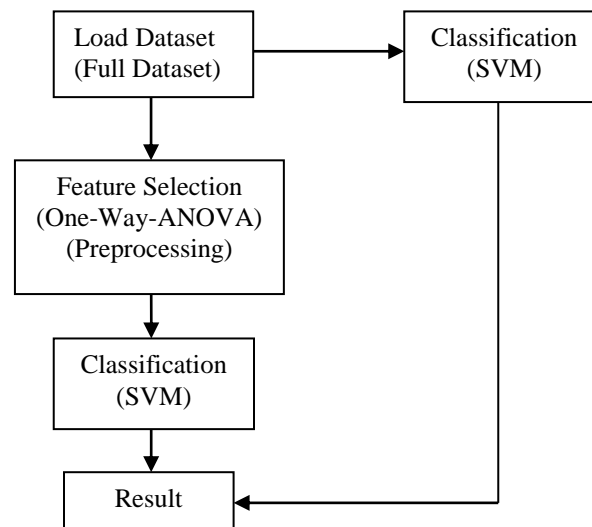 Load Dataset
(Full Dataset)
Classification
(SVM)
Feature Selection
(One-Way-ANOVA)
(Preprocessing)
Classification
(SVM)
Result